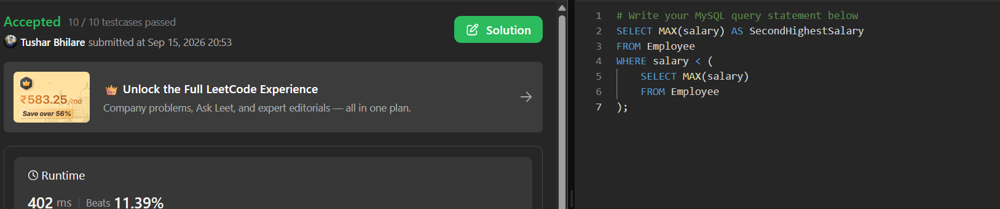 Accepted 10 / 10 testcases passed
Solution
Tushar Bhilare submitted at Sep 15, 2026 20:53
₹583.25/mo
Save over 56%
Unlock the Full LeetCode Experience
Company problems, Ask Leet, and expert editorials — all in one plan.
Runtime
402 ms | Beats 11.39%
1 # Write your MySQL query statement below
2 SELECT MAX(salary) AS SecondHighestSalary
3 FROM Employee
4 WHERE salary < (
5     SELECT MAX(salary)
6     FROM Employee
7 );